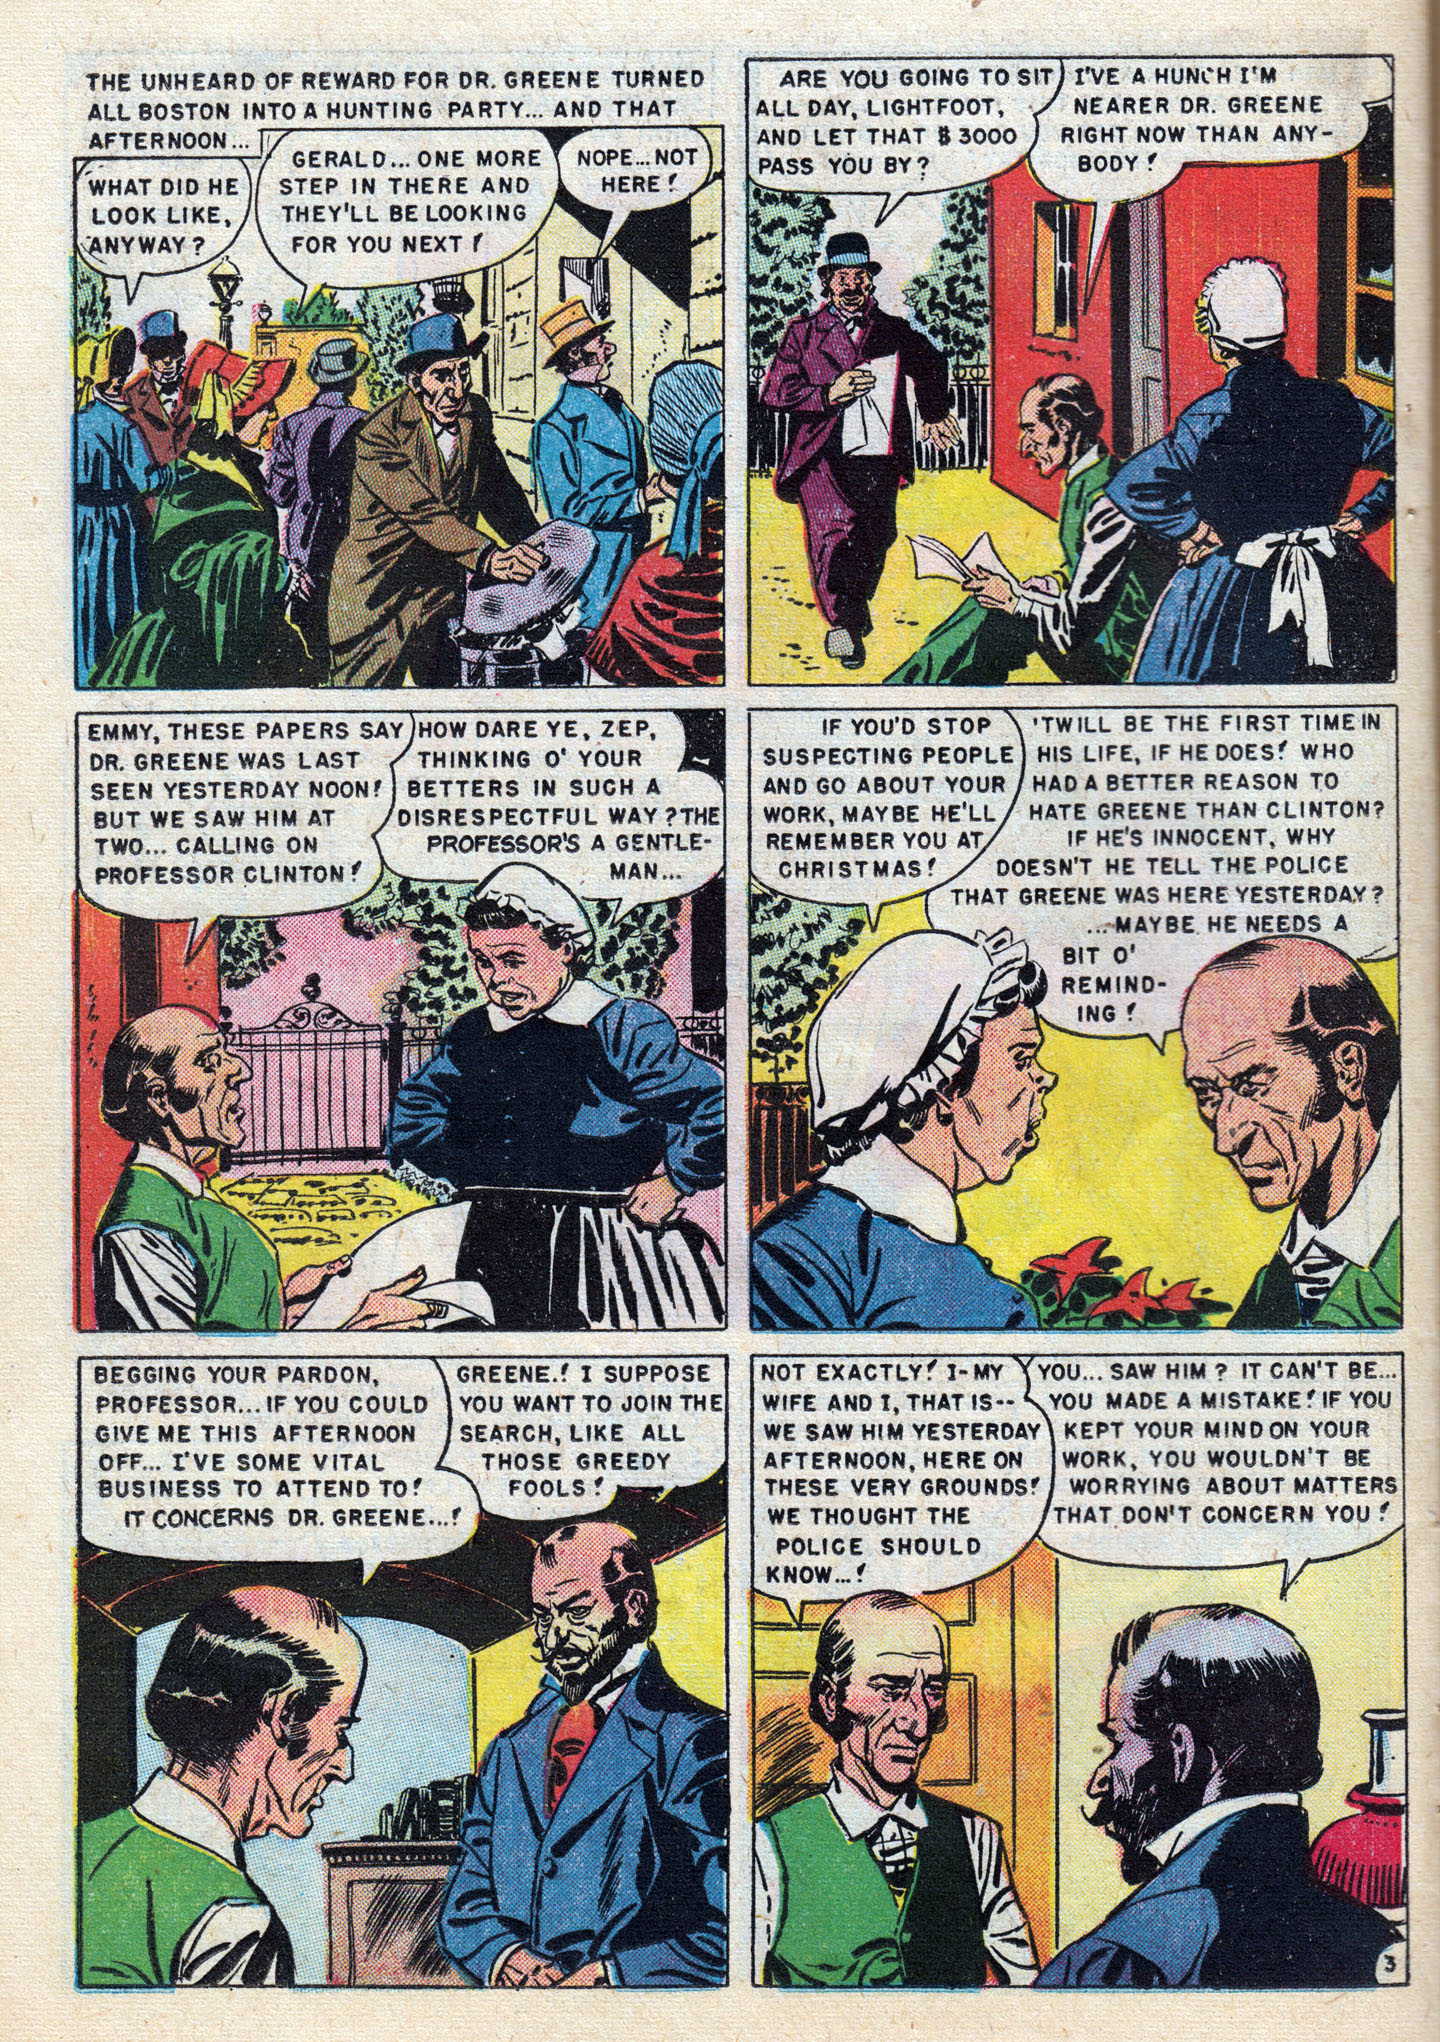 THE UNHEARD OF REWARD FOR DR. GREENE TURNED
ALL BOSTON INTO A HUNTING PARTY... AND THAT
AFTERNOON...
WHAT DID HE
LOOK LIKE,
ANYWAY?
GERALD... ONE MORE
STEP IN THERE AND
THEY'LL BE LOOKING
FOR YOU NEXT!
NOPE... NOT
HERE!
ARE YOU GOING TO SIT
ALL DAY, LIGHTFOOT,
AND LET THAT $3000
PASS YOU BY?
I'VE A HUNCH I'M
NEARER DR. GREENE
RIGHT NOW THAN ANY-
BODY!
EMMY, THESE PAPERS SAY
DR. GREENE WAS LAST
SEEN YESTERDAY NOON!
BUT WE SAW HIM AT
TWO... CALLING ON
PROFESSOR CLINTON!
HOW DARE YE, ZEP,
THINKING O' YOUR
BETTERS IN SUCH A
DISRESPECTFUL WAY? THE
PROFESSOR'S A GENTLE-
MAN...
IF YOU'D STOP
SUSPECTING PEOPLE
AND GO ABOUT YOUR
WORK, MAYBE HE'LL
REMEMBER YOU AT
CHRISTMAS!
'TWILL BE THE FIRST TIME IN
HIS LIFE, IF HE DOES! WHO
HAD A BETTER REASON TO
HATE GREENE THAN CLINTON?
IF HE'S INNOCENT, WHY
DOESN'T HE TELL THE POLICE
THAT GREENE WAS HERE YESTERDAY?
...MAYBE HE NEEDS A
BIT O'
REMIND-
ING!
BEGGING YOUR PARDON,
PROFESSOR... IF YOU COULD
GIVE ME THIS AFTERNOON
OFF... I'VE SOME VITAL
BUSINESS TO ATTEND TO!
IT CONCERNS DR. GREENE...!
GREENE.! I SUPPOSE
YOU WANT TO JOIN THE
SEARCH, LIKE ALL
THOSE GREEDY
FOOLS!
NOT EXACTLY! I-MY
WIFE AND I, THAT IS--
WE SAW HIM YESTERDAY
AFTERNOON, HERE ON
THESE VERY GROUNDS!
WE THOUGHT THE
POLICE SHOULD
KNOW...!
YOU... SAW HIM? IT CAN'T BE...
YOU MADE A MISTAKE! IF YOU
KEPT YOUR MIND ON YOUR
WORK, YOU WOULDN'T BE
WORRYING ABOUT MATTERS
THAT DON'T CONCERN YOU!
3